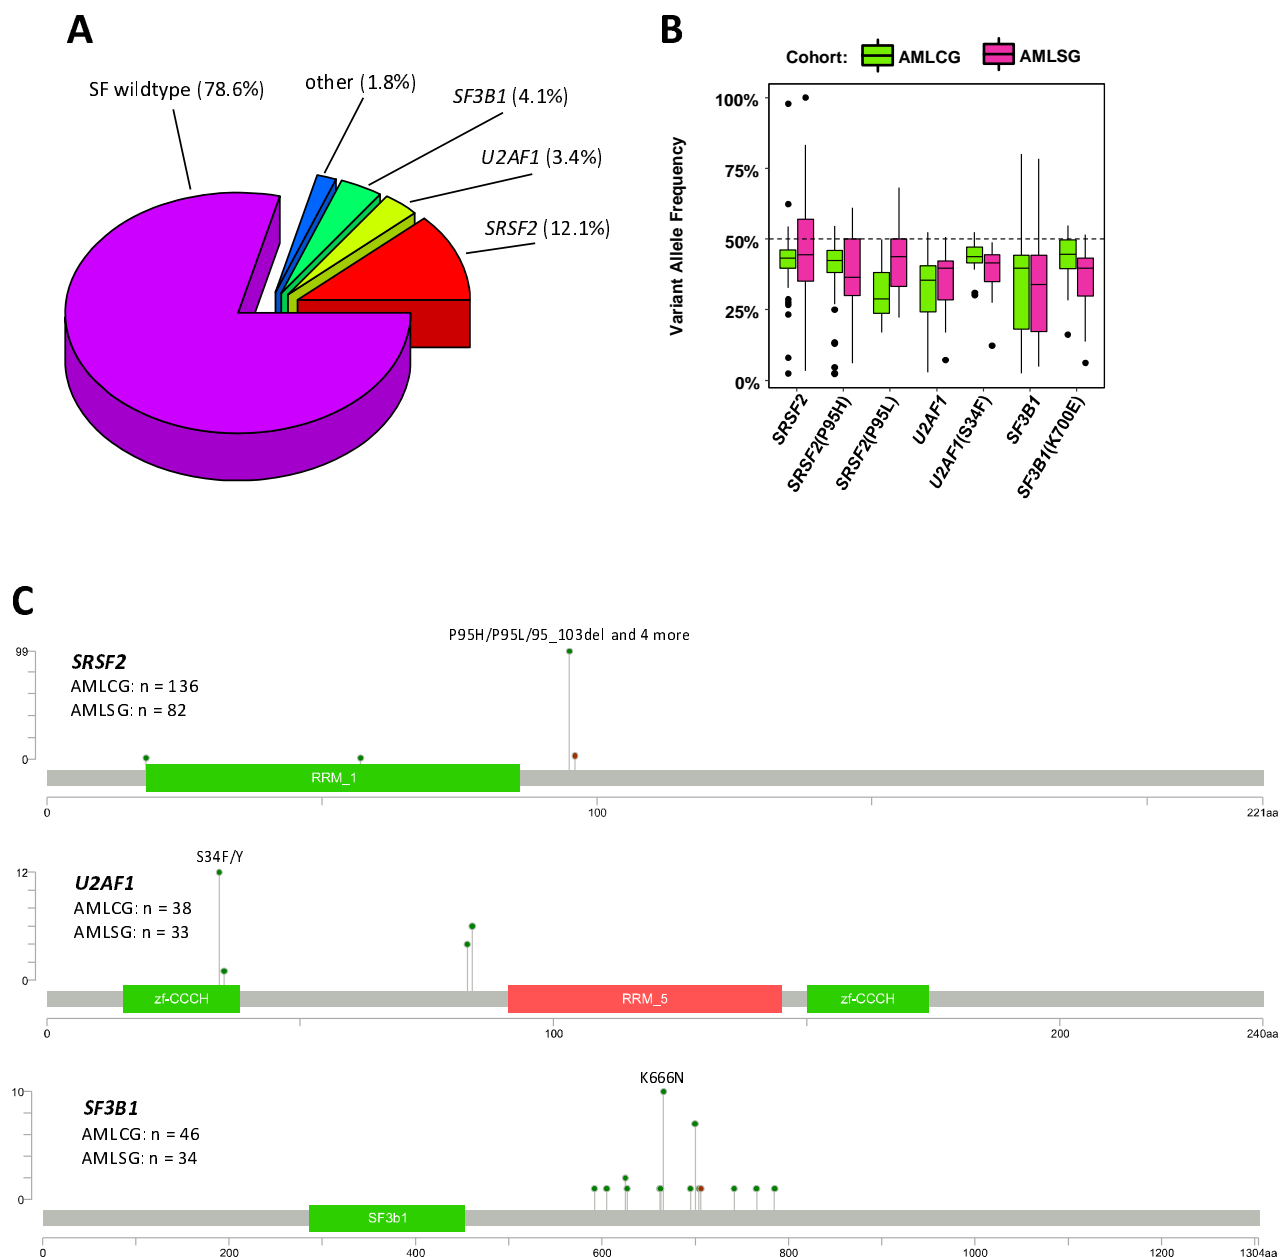 A
SF wildtype (78.6%)
other (1.8%)
SF3B1 (4.1%)
U2AF1 (3.4%)
SRSF2 (12.1%)
B
Cohort: AMLCG AMLSG
Variant Allele Frequency
100%
75%
50%
25%
0%
SRSF2
SRSF2(P95H)
SRSF2(P95L)
U2AF1
U2AF1(S34F)
SF3B1
SF3B1(K700E)
C
P95H/P95L/95_103del and 4 more
99
SRSF2
AMLCG: n = 136
AMLSG: n = 82
0
RRM_1
0 100 221aa
S34F/Y
12
U2AF1
AMLCG: n = 38
AMLSG: n = 33
0
zf-CCCH RRM_5 zf-CCCH
0 100 200 240aa
K666N
10
SF3B1
AMLCG: n = 46
AMLSG: n = 34
0
SF3b1
0 200 400 600 800 1000 1200 1304aa